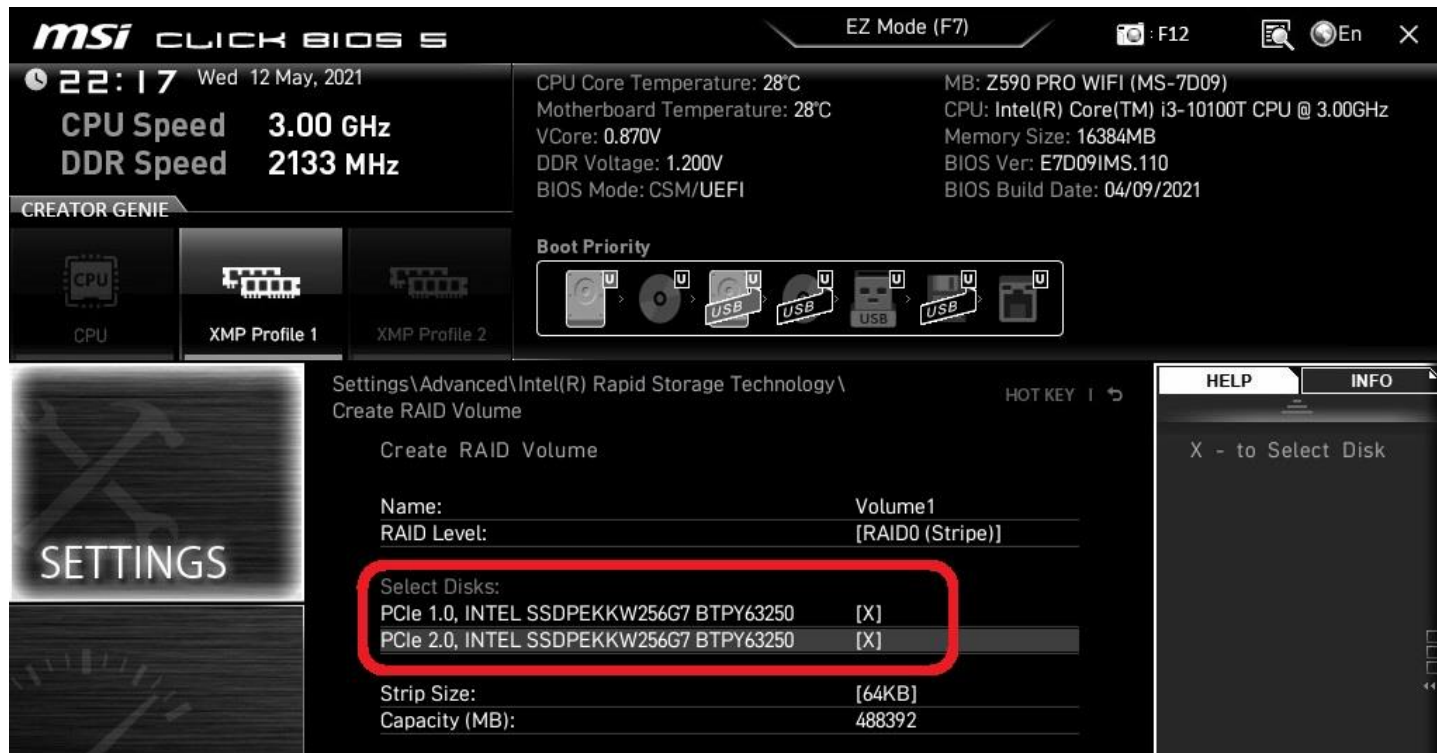 msi CLICK BIOS 5
EZ Mode (F7)
: F12
En
22:17 Wed 12 May, 2021
CPU Speed 3.00 GHz
DDR Speed 2133 MHz
CPU Core Temperature: 28°C
Motherboard Temperature: 28°C
VCore: 0.870V
DDR Voltage: 1.200V
BIOS Mode: CSM/UEFI
MB: Z590 PRO WIFI (MS-7D09)
CPU: Intel(R) Core(TM) i3-10100T CPU @ 3.00GHz
Memory Size: 16384MB
BIOS Ver: E7D09IMS.110
BIOS Build Date: 04/09/2021
CREATOR GENIE
CPU
CPU
XMP Profile 1
XMP Profile 2
Boot Priority
U U U U U U U
USB USB USB USB
SETTINGS
Settings\Advanced\Intel(R) Rapid Storage Technology\
Create RAID Volume
HOT KEY
Create RAID Volume
Name: Volume1
RAID Level: [RAID0 (Stripe)]
Select Disks:
PCIe 1.0, INTEL SSDPEKKW256G7 BTPY63250 [X]
PCIe 2.0, INTEL SSDPEKKW256G7 BTPY63250 [X]
Strip Size: [64KB]
Capacity (MB): 488392
HELP
INFO
X - to Select Disk